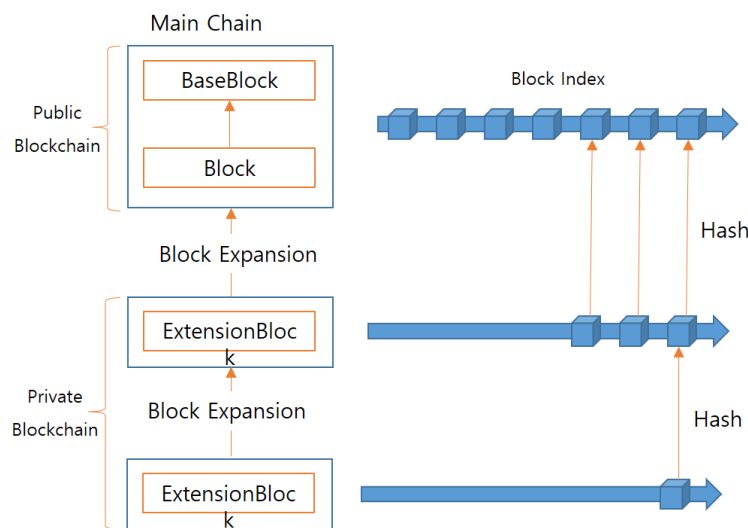 Main Chain
BaseBlock
Block Index
Public
Blockchain
Block
Hash
Block Expansion
ExtensionBloc
k
Private
Blockchain
Block Expansion
Hash
ExtensionBloc
k